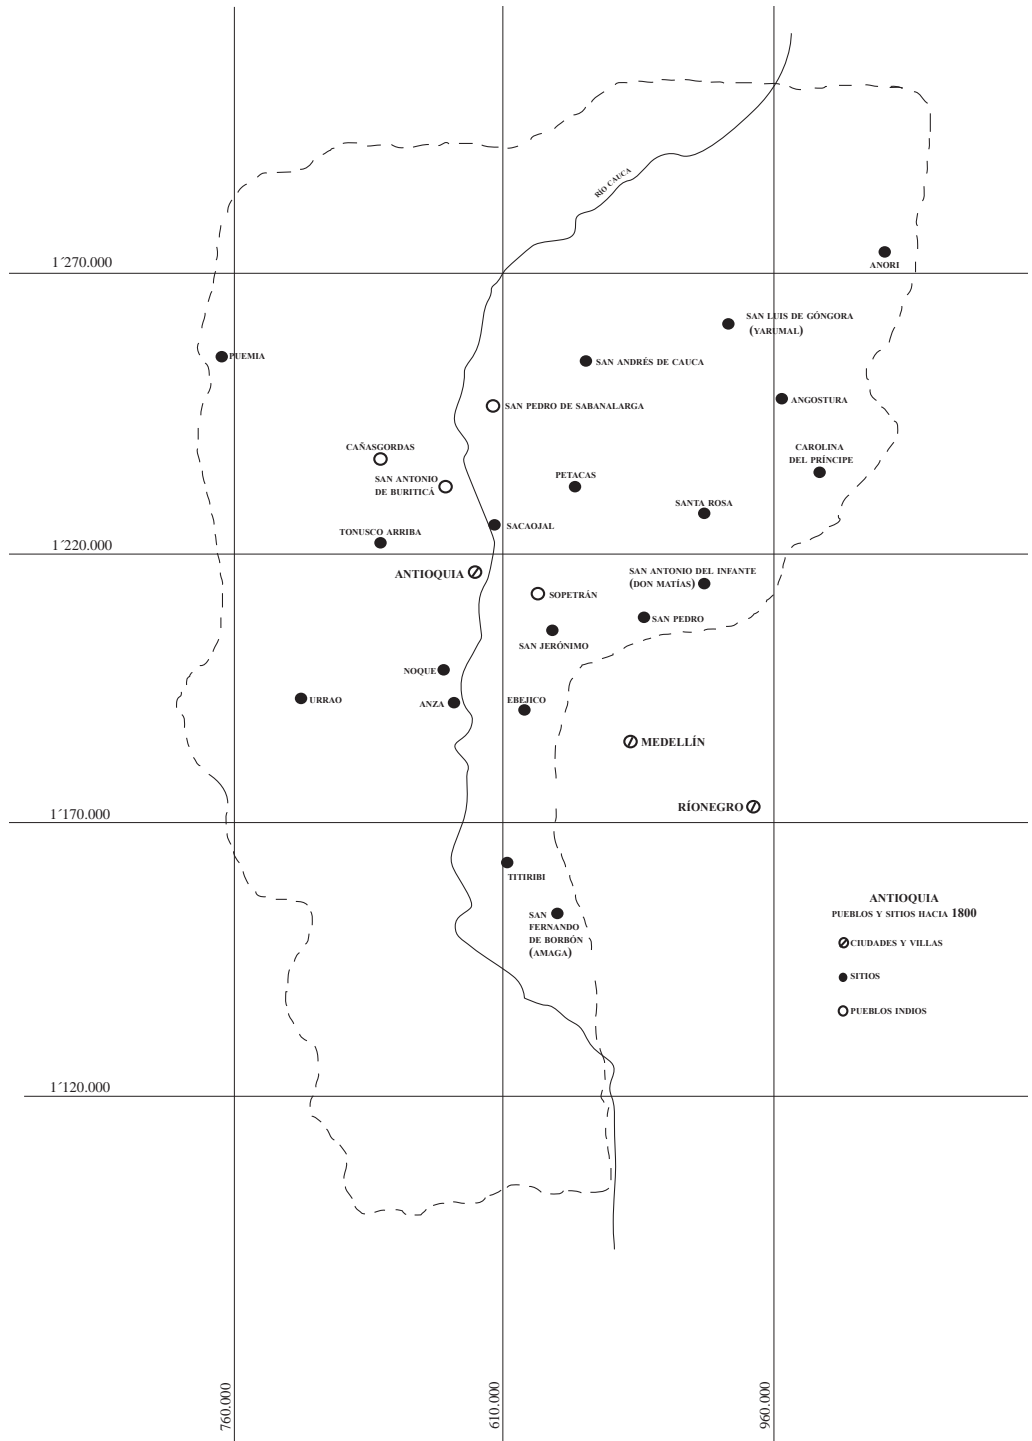 RÍO CAUCA
1´270.000
ANORI
SAN LUIS DE GÓNGORA
(YARUMAL)
PUEMIA
SAN ANDRÉS DE CAUCA
ANGOSTURA
SAN PEDRO DE SABANALARGA
CAÑASGORDAS
CAROLINA
DEL PRÍNCIPE
SAN ANTONIO
DE BURITICÁ
PETACAS
SANTA ROSA
TONUSCO ARRIBA
SACAOJAL
1´220.000
ANTIOQUIA
SAN ANTONIO DEL INFANTE
(DON MATÍAS)
SOPETRÁN
SAN PEDRO
SAN JERÓNIMO
NOQUE
URRAO
ANZA
EBEJICO
MEDELLÍN
RÍONEGRO
1´170.000
TITIRIBI
SAN
FERNANDO
DE BORBÓN
(AMAGA)
ANTIOQUIA
PUEBLOS Y SITIOS HACIA 1800
CIUDADES Y VILLAS
SITIOS
PUEBLOS INDIOS
1´120.000
760.000
610.000
960.000